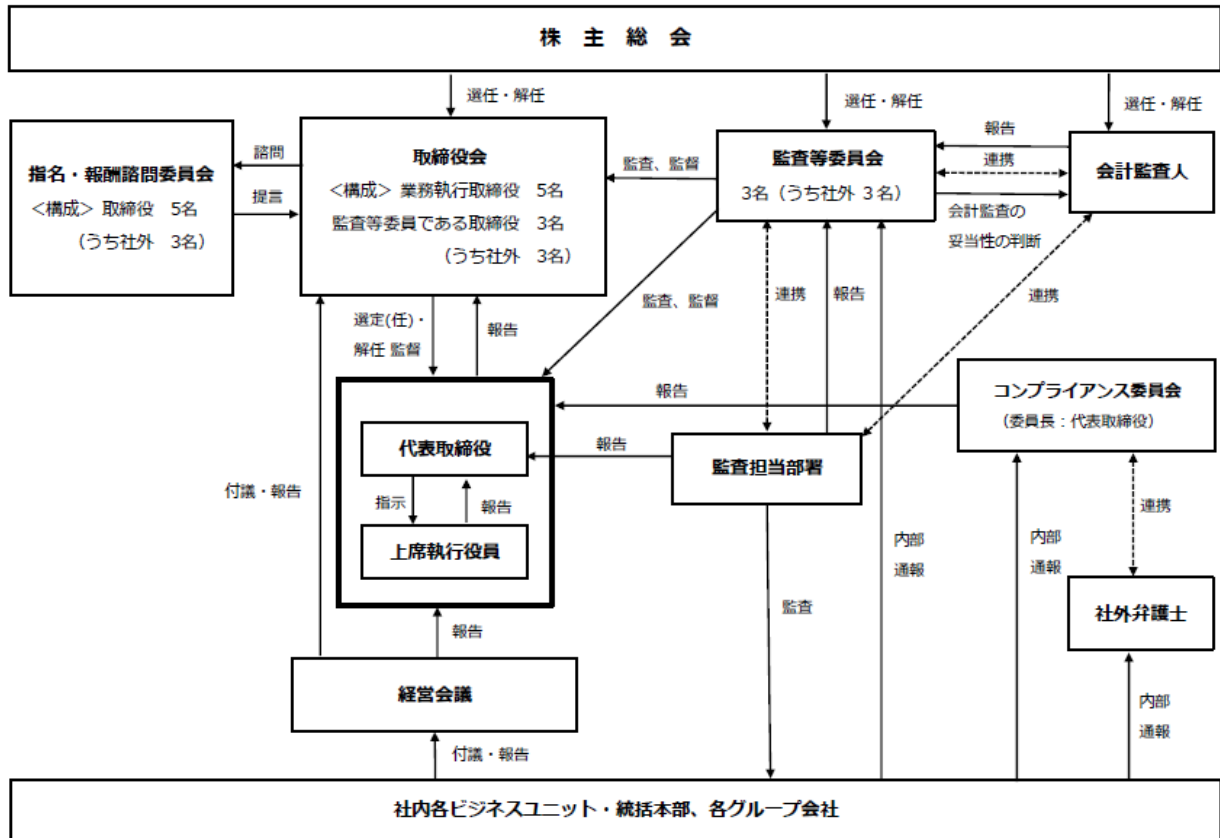 株 主 総 会
選任・解任
選任・解任
選任・解任
指名・報酬諮問委員会
＜構成＞ 取締役 5名
（うち社外 3名）
諮問
提言
取締役会
＜構成＞ 業務執行取締役 5名
監査等委員である取締役 3名
（うち社外 3名）
監査、監督
監査等委員会
3名（うち社外 3名）
報告
連携
会計監査の
妥当性の判断
会計監査人
選定(任)・
解任 監督
報告
監査、監督
連携
報告
連携
報告
コンプライアンス委員会
（委員長：代表取締役）
代表取締役
報告
監査担当部署
指示
報告
上席執行役員
付議・報告
内部
通報
内部
通報
連携
監査
社外弁護士
報告
経営会議
内部
通報
付議・報告
社内各ビジネスユニット・統括本部、各グループ会社